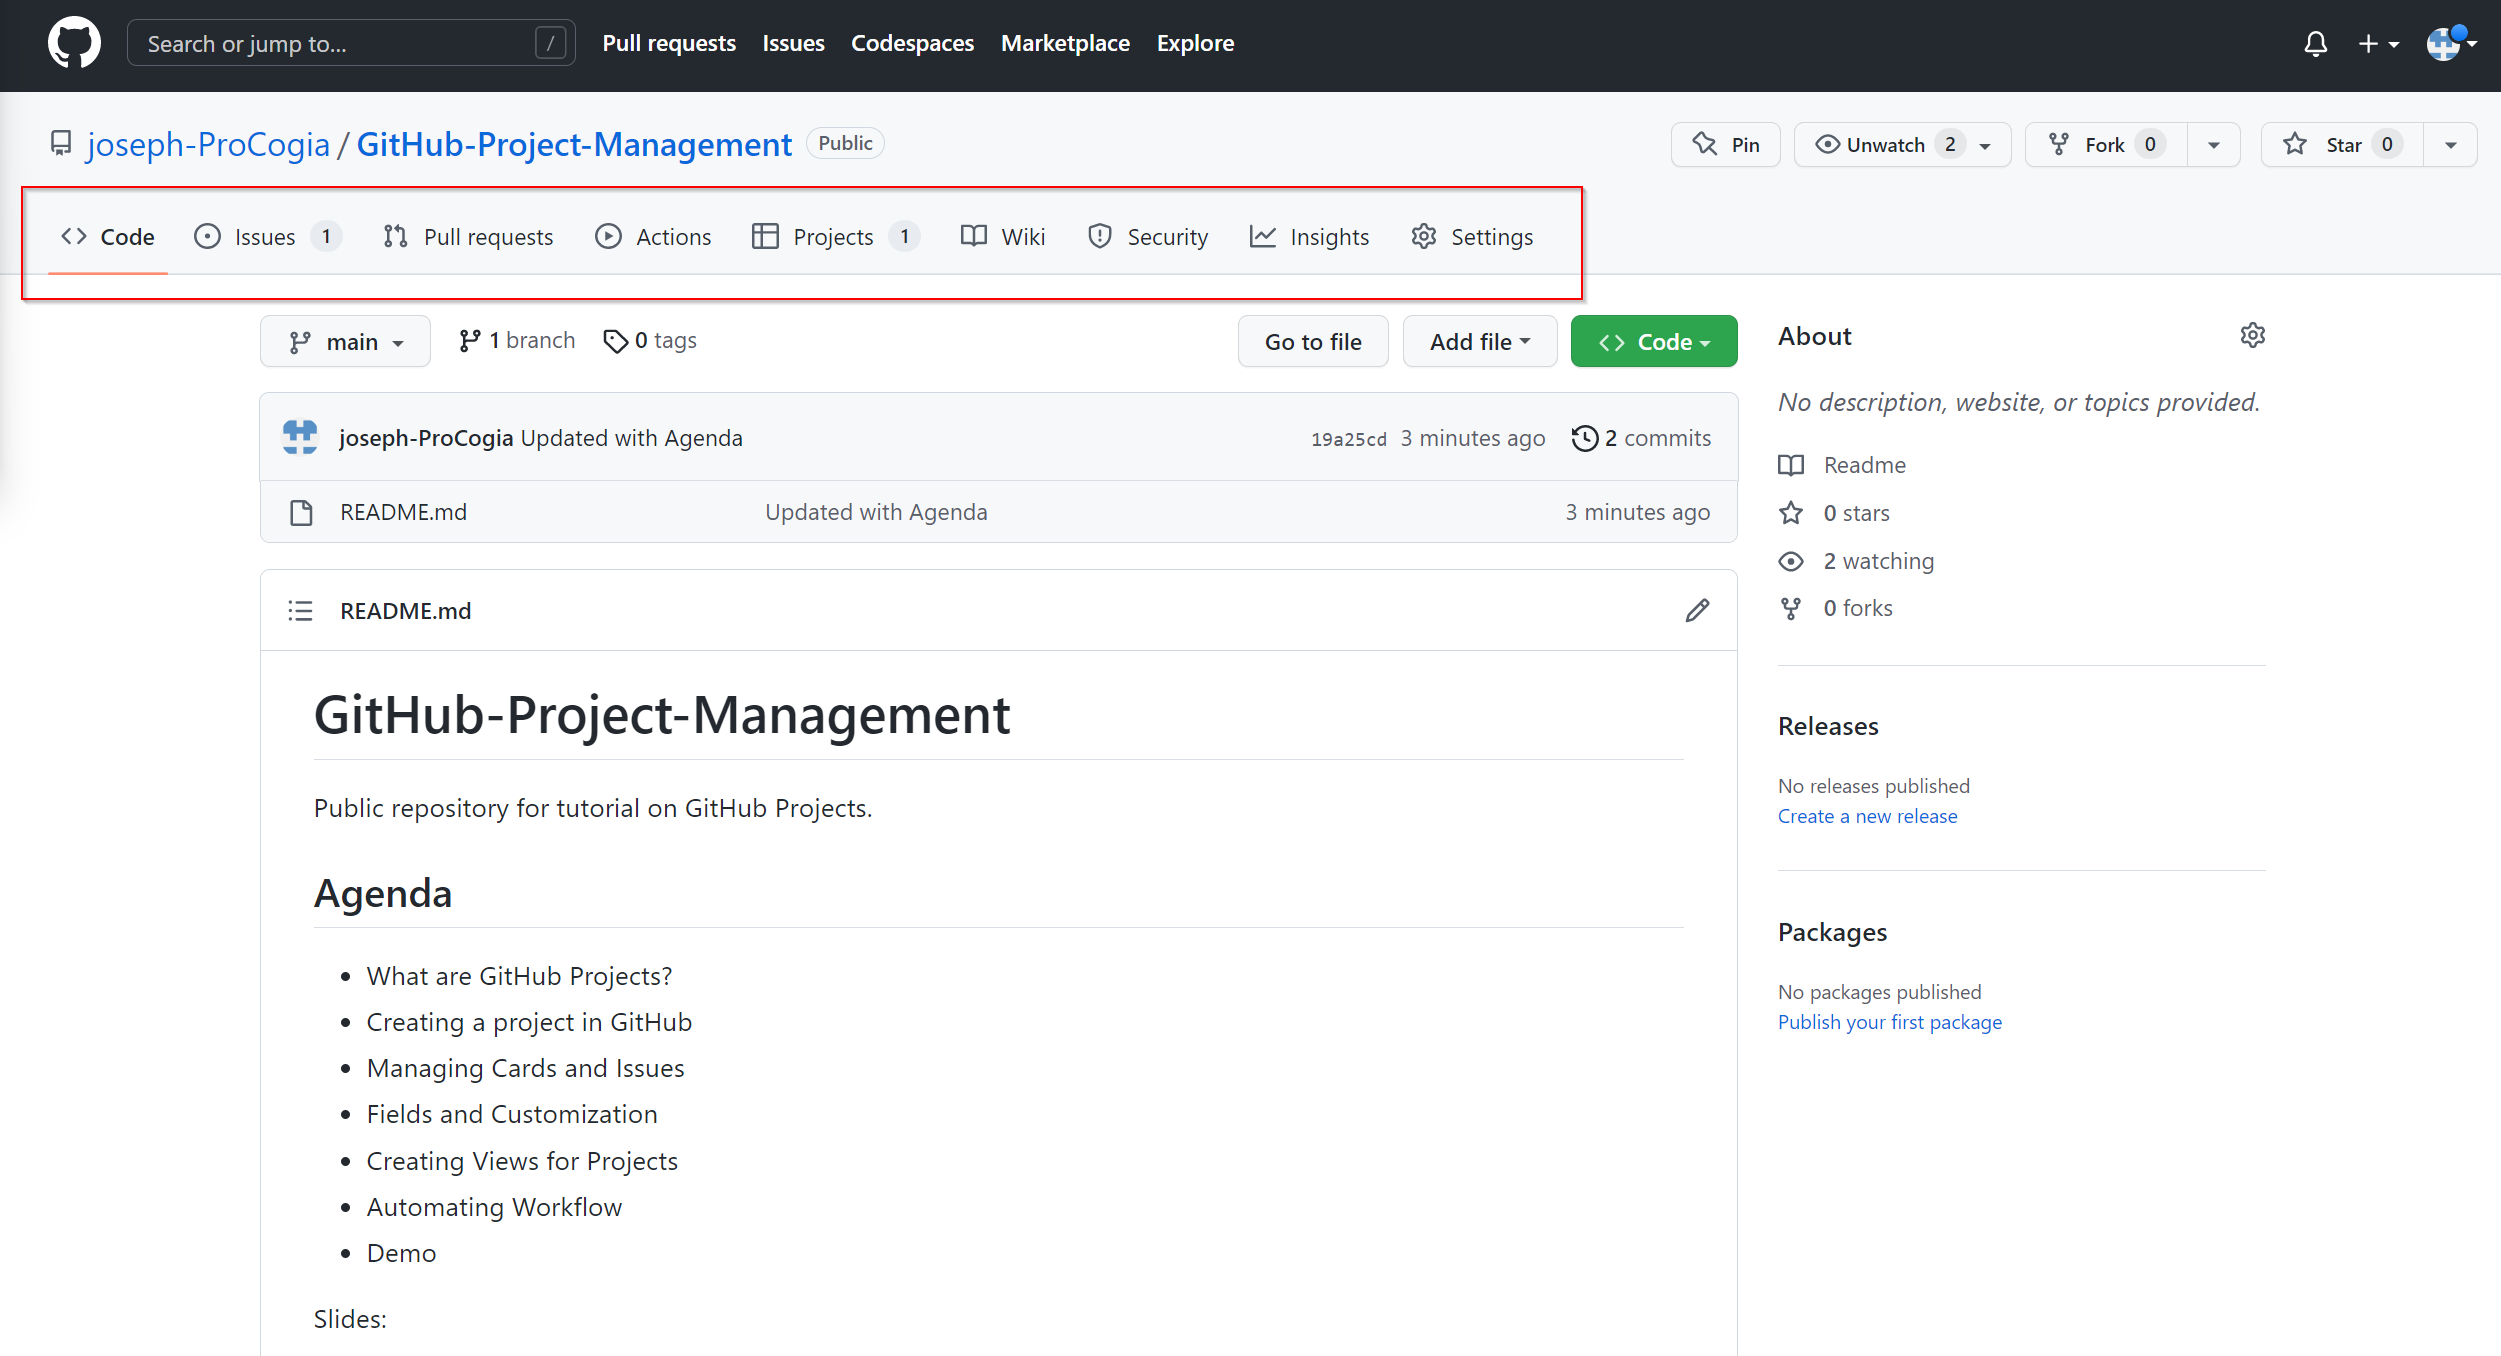 Search or jump to... /
Pull requests Issues Codespaces Marketplace Explore
joseph-ProCogia / GitHub-Project-Management Public
Pin Unwatch 2 Fork 0 Star 0
Code Issues 1 Pull requests Actions Projects 1 Wiki Security Insights Settings
main 1 branch 0 tags Go to file Add file Code
joseph-ProCogia Updated with Agenda 19a25cd 3 minutes ago 2 commits
README.md Updated with Agenda 3 minutes ago
README.md
GitHub-Project-Management
Public repository for tutorial on GitHub Projects.
Agenda
What are GitHub Projects?
Creating a project in GitHub
Managing Cards and Issues
Fields and Customization
Creating Views for Projects
Automating Workflow
Demo
Slides:
About
No description, website, or topics provided.
Readme
0 stars
2 watching
0 forks
Releases
No releases published
Create a new release
Packages
No packages published
Publish your first package